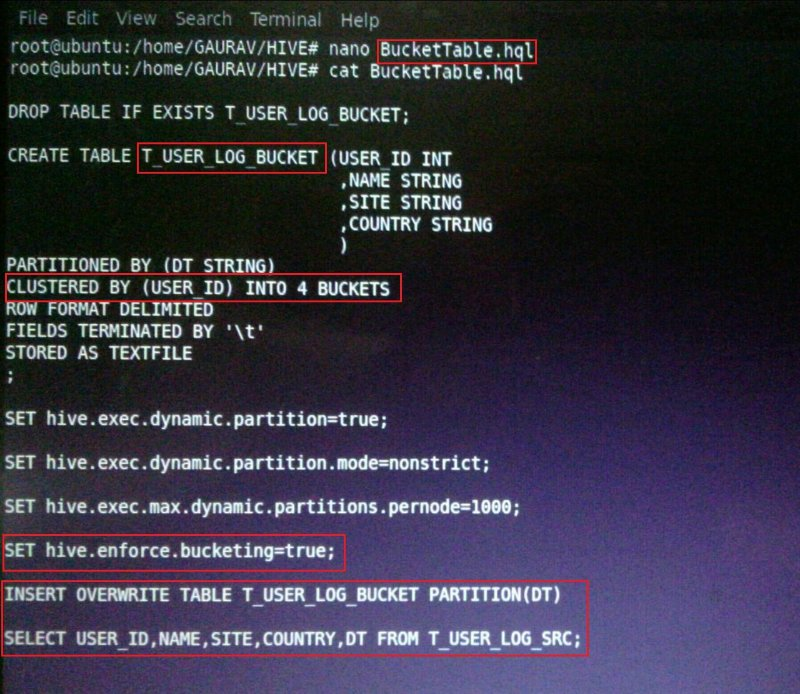 File Edit View Search Terminal Help
root@ubuntu:/home/GAURAV/HIVE# nano BucketTable.hql
root@ubuntu:/home/GAURAV/HIVE# cat BucketTable.hql
DROP TABLE IF EXISTS T_USER_LOG_BUCKET;
CREATE TABLE T_USER_LOG_BUCKET (USER_ID INT
,NAME STRING
,SITE STRING
,COUNTRY STRING
)
PARTITIONED BY (DT STRING)
CLUSTERED BY (USER_ID) INTO 4 BUCKETS
ROW FORMAT DELIMITED
FIELDS TERMINATED BY '\t'
STORED AS TEXTFILE
;
SET hive.exec.dynamic.partition=true;
SET hive.exec.dynamic.partition.mode=nonstrict;
SET hive.exec.max.dynamic.partitions.pernode=1000;
SET hive.enforce.bucketing=true;
INSERT OVERWRITE TABLE T_USER_LOG_BUCKET PARTITION(DT)
SELECT USER_ID,NAME,SITE,COUNTRY,DT FROM T_USER_LOG_SRC;